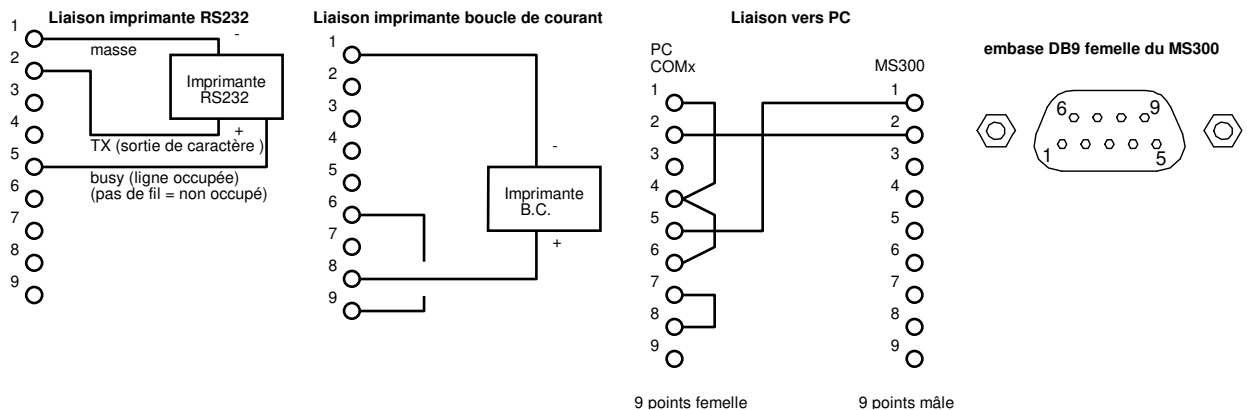 Liaison imprimante RS232
1
2
3
4
5
6
7
8
9
masse
-
Imprimante
RS232
+
TX (sortie de caractère )
busy (ligne occupée)
(pas de fil = non occupé)
Liaison imprimante boucle de courant
1
2
3
4
5
6
7
8
9
-
Imprimante
B.C.
+
Liaison vers PC
PC
COMx
1
2
3
4
5
6
7
8
9
9 points femelle
MS300
1
2
3
4
5
6
7
8
9
9 points mâle
embase DB9 femelle du MS300
6
9
1
5